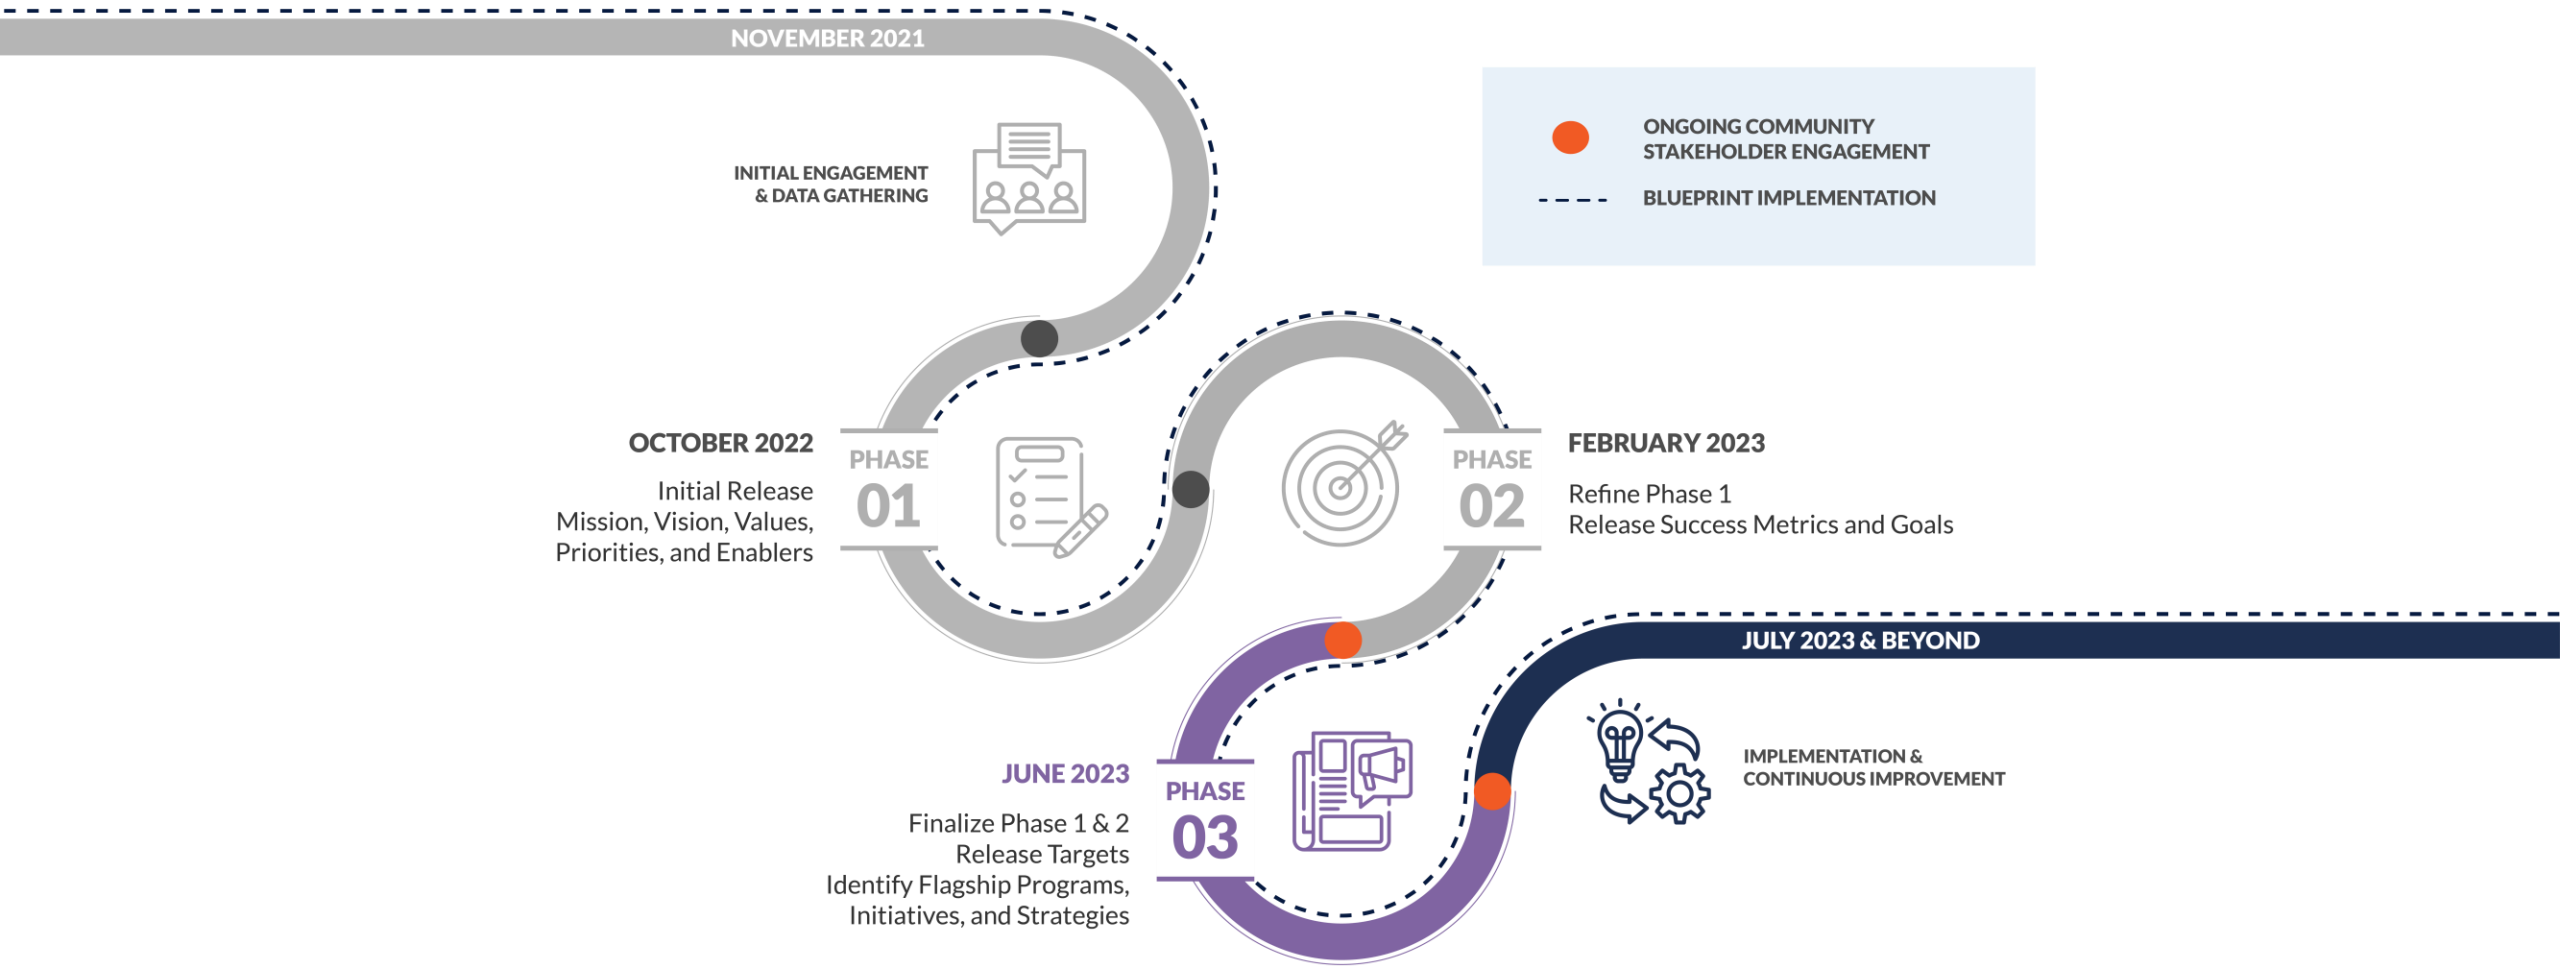 NOVEMBER 2021
INITIAL ENGAGEMENT
& DATA GATHERING
ONGOING COMMUNITY
STAKEHOLDER ENGAGEMENT
BLUEPRINT IMPLEMENTATION
OCTOBER 2022
Initial Release
Mission, Vision, Values,
Priorities, and Enablers
PHASE
01
PHASE
02
FEBRUARY 2023
Refine Phase 1
Release Success Metrics and Goals
JUNE 2023
Finalize Phase 1 & 2
Release Targets
Identify Flagship Programs,
Initiatives, and Strategies
PHASE
03
JULY 2023 & BEYOND
IMPLEMENTATION &
CONTINUOUS IMPROVEMENT